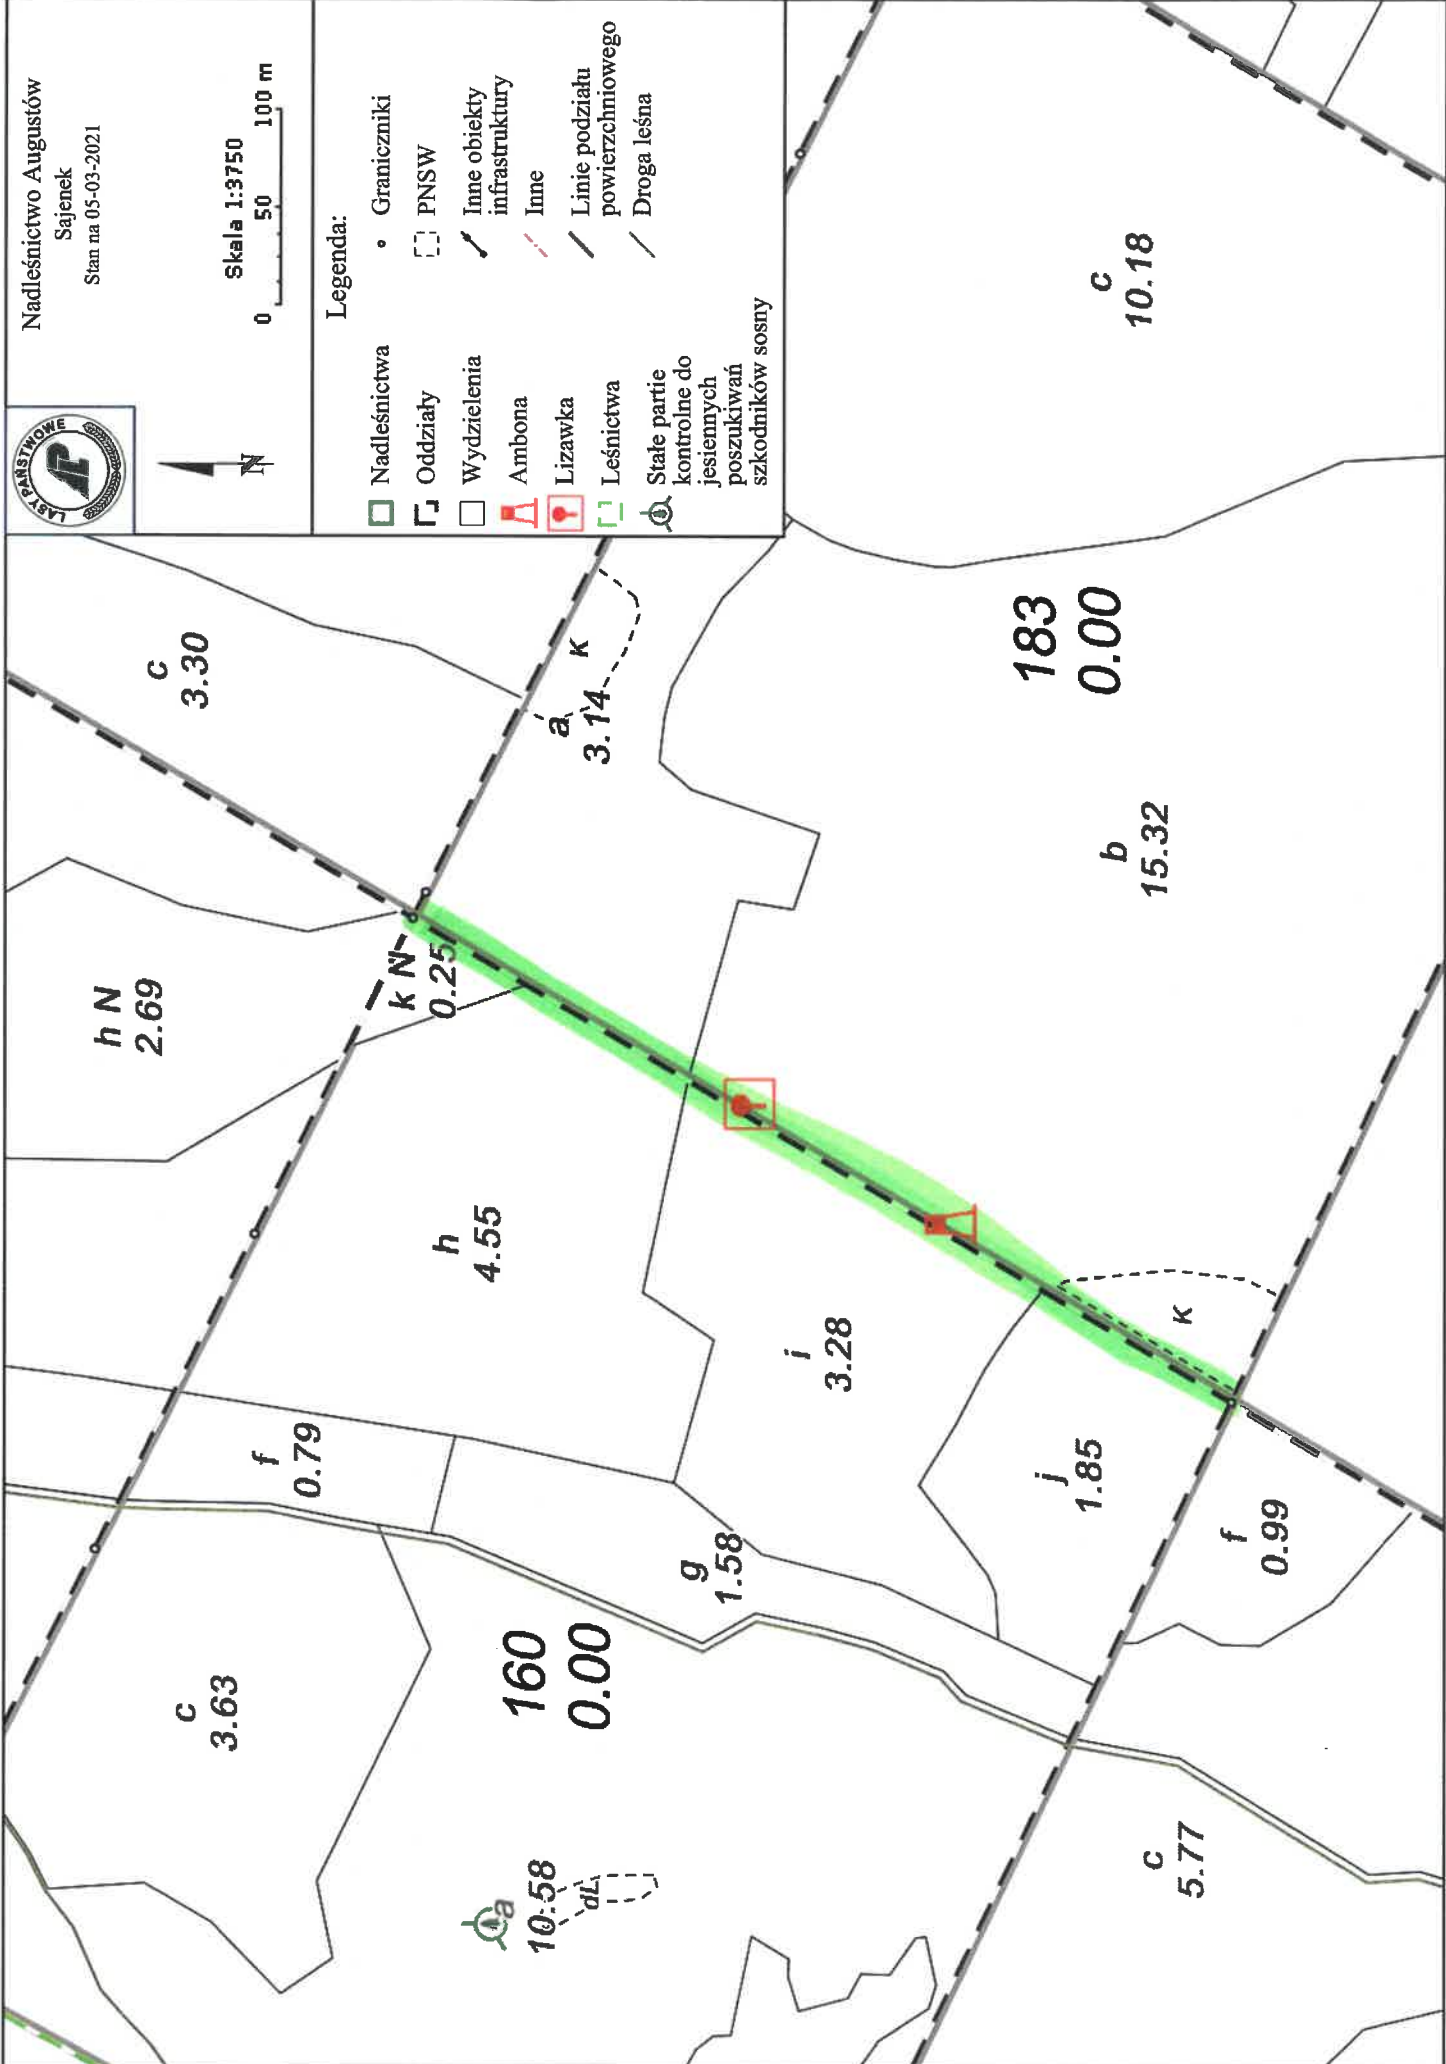 LASY PAŃSTWOWE
LP
Nadleśnictwo Augustów
Sajenek
Stan na 05-03-2021
N
Skala 1:3750
0 50 100 m
Legenda:
Nadleśnictwa
Oddziały
Wydzielenia
Ambona
Lizawka
Leśnictwa
Stałe partie
kontrolne do
jesiennych
poszukiwań
szkodników sosny
Graniczniki
PNSW
Inne obiekty
infrastruktury
Inne
Linie podziału
powierzchniowego
Droga leśna
c
3.63
f
0.79
h N
2.69
c
3.30
k N
0.25
a
3.14
K
h
4.55
160
0.00
a
10.58
dL
g
1.58
i
3.28
j
1.85
K
b
15.32
183
0.00
c
10.18
c
5.77
f
0.99